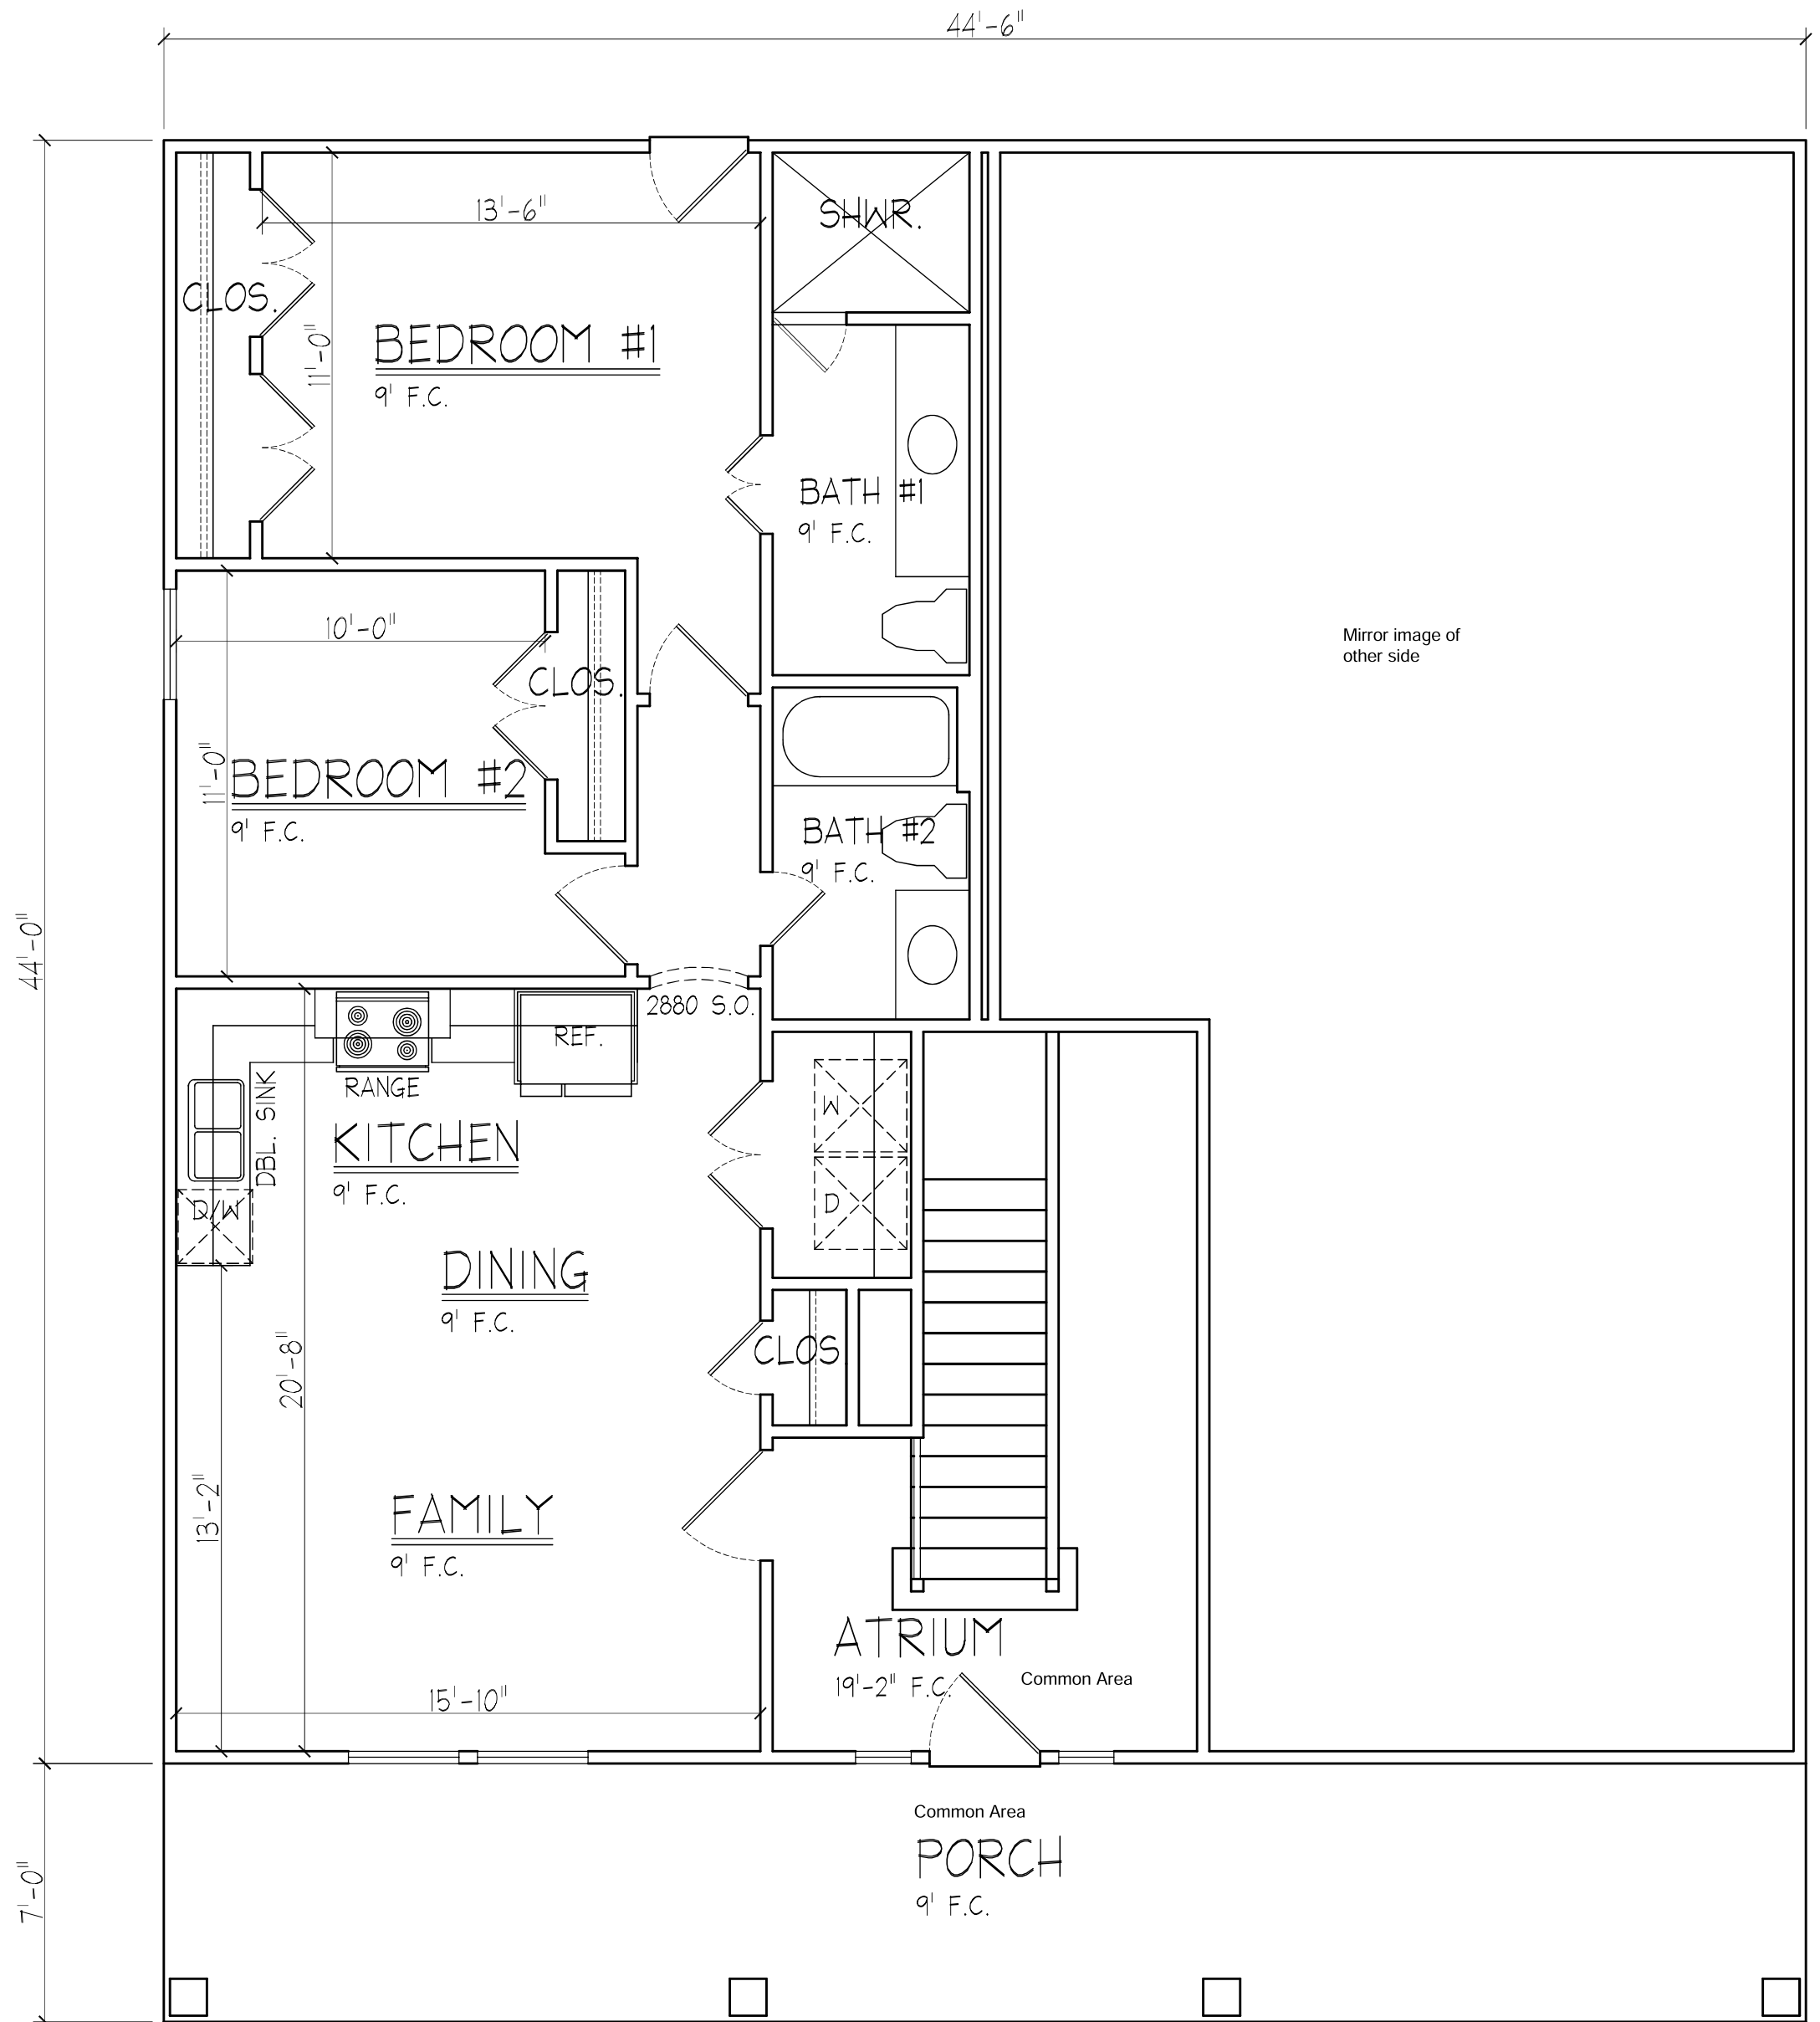 44'-6"
13'-6"
SHWR.
CLOS.
11'-0"
BEDROOM #1
9' F.C.
BATH #1
9' F.C.
10'-0"
Mirror image of
other side
CLOS.
11'-0"
BEDROOM #2
9' F.C.
BATH #2
9' F.C.
44'-0"
2880 S.O.
REF.
RANGE
DBL. SINK
W
KITCHEN
9' F.C.
D/W
D
DINING
9' F.C.
CLOS.
20'-8"
13'-2"
FAMILY
9' F.C.
ATRIUM
19'-2" F.C.
Common Area
15'-10"
Common Area
PORCH
9' F.C.
7'-0"